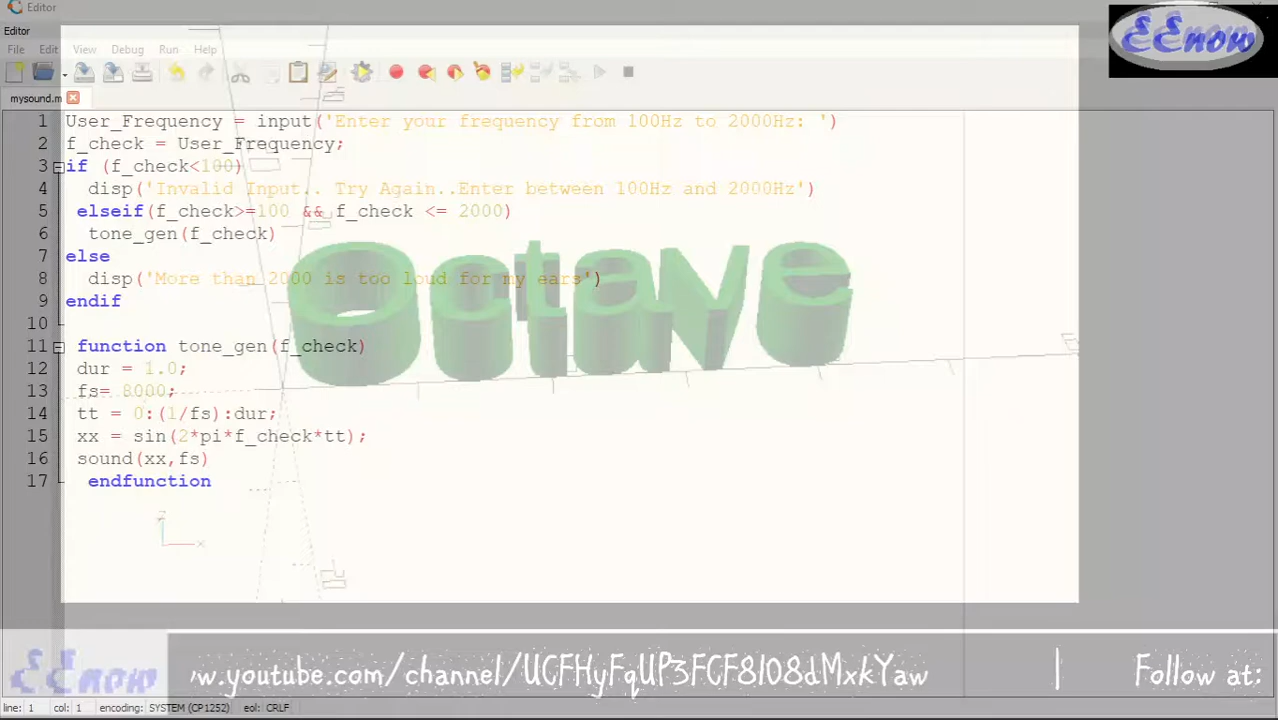 Editor
EEnow
Editor
File Edit View Debug Run Help
mysound.m
1 User_Frequency = input('Enter your frequency from 100Hz to 2000Hz: ')
2 f_check = User_Frequency;
3 if (f_check<100)
4 disp('Invalid Input.. Try Again..Enter between 100Hz and 2000Hz')
5 elseif(f_check>=100 && f_check <= 2000)
6 tone_gen(f_check)
7 else
8 disp('More than 2000 is too loud for my ears')
9 endif
10
11 function tone_gen(f_check)
12 dur = 1.0;
13 fs= 8000;
14 tt = 0:(1/fs):dur;
15 xx = sin(2*pi*f_check*tt);
16 sound(xx,fs)
17 endfunction
Octave
z
x
EEnow
w.youtube.com/channel/UCFHyFqUP3FCF8lO8dMxkYaw | Follow at:
line: 1 col: 1 encoding: SYSTEM (CP1252) eol: CRLF